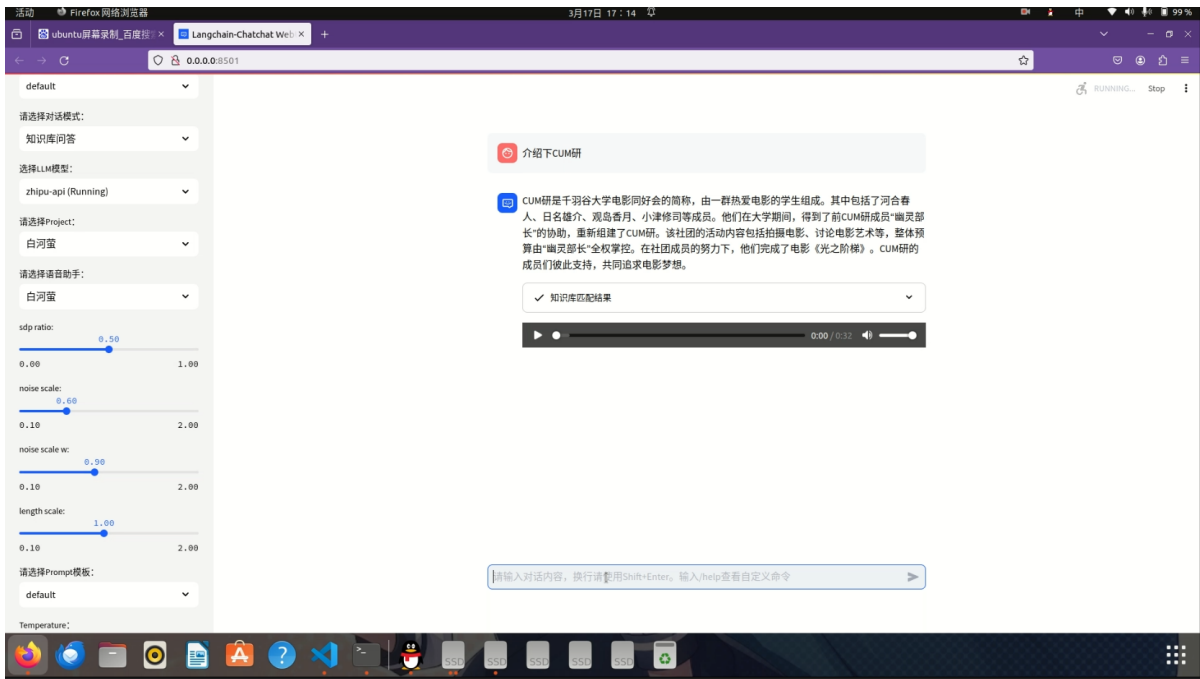 活动 Firefox 网络浏览器 3月17日 17：14 中 99 %
ubuntu屏幕录制_百度搜 Langchain-Chatchat Web
0.0.0.0:8501
default
RUNNING... Stop
请选择对话模式：
知识库问答
选择LLM模型：
zhipu-api (Running)
请选择Project：
白河萤
请选择语音助手：
白河萤
sdp ratio:
0.50
0.00 1.00
noise scale:
0.60
0.10 2.00
noise scale w:
0.90
0.10 2.00
length scale:
1.00
0.10 2.00
请选择Prompt模板：
default
Temperature：
介绍下CUM研
CUM研是千羽谷大学电影同好会的简称，由一群热爱电影的学生组成。其中包括了河合春
人、日名雄介、观岛香月、小津修司等成员。他们在大学期间，得到了前CUM研成员“幽灵部
长”的协助，重新组建了CUM研。该社团的活动内容包括拍摄电影、讨论电影艺术等，整体预
算由“幽灵部长”全权掌控。在社团成员的努力下，他们完成了电影《光之阶梯》。CUM研的
成员们彼此支持，共同追求电影梦想。
知识库匹配结果
0:00 / 0:32
请输入对话内容，换行请使用Shift+Enter。输入/help查看自定义命令
SSD SSD SSD SSD SSD